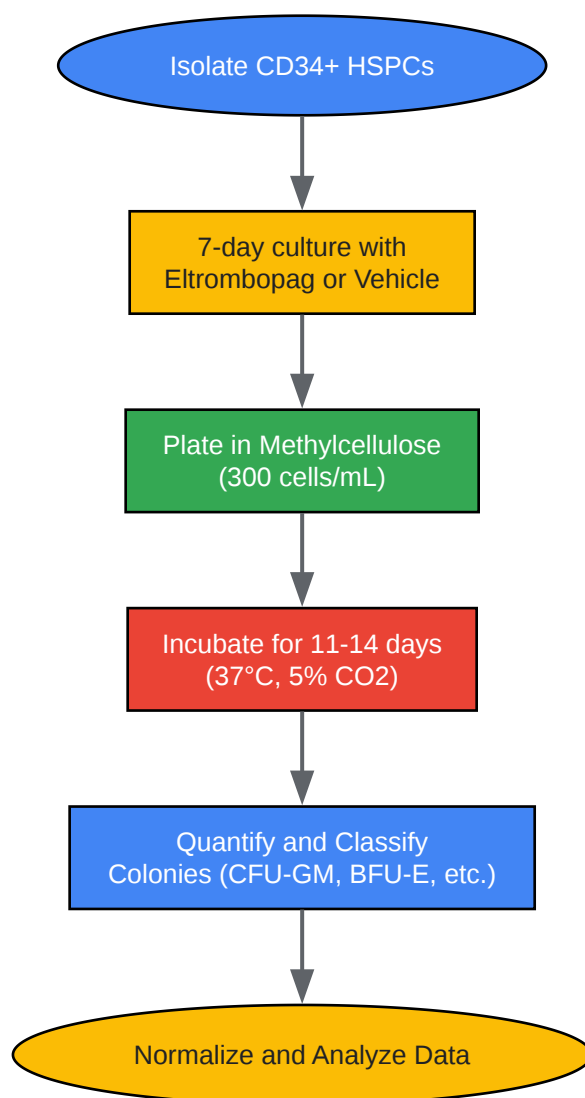 Isolate CD34+ HSPCs
7-day culture with
Eltrombopag or Vehicle
Plate in Methylcellulose
(300 cells/mL)
Incubate for 11-14 days
(37°C, 5% CO2)
Quantify and Classify
Colonies (CFU-GM, BFU-E, etc.)
Normalize and Analyze Data